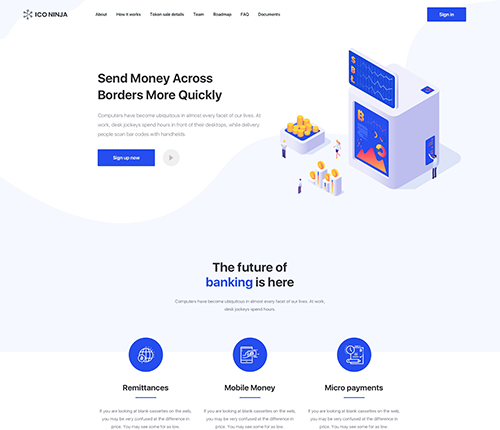 ICO NINJA
About How it works Token sale details Team Roadmap FAQ Documents
Sign in
Send Money Across
Borders More Quickly
Computers have become ubiquitous in almost every facet of our lives. At
work, desk jockeys spend hours in front of their desktops, while delivery
people scan bar codes with handhelds.
Sign up now
S
B
L
B
The future of
banking is here
Computers have become ubiquitous in almost every facet of our lives. At work,
desk jockeys spend hours.
Remittances
Mobile Money
Micro payments
If you are looking at blank cassettes on the web,
you may be very confused at the difference in
price. You may see some for as low.
If you are looking at blank cassettes on the web,
you may be very confused at the difference in
price. You may see some for as low.
If you are looking at blank cassettes on the web,
you may be very confused at the difference in
price. You may see some for as low.